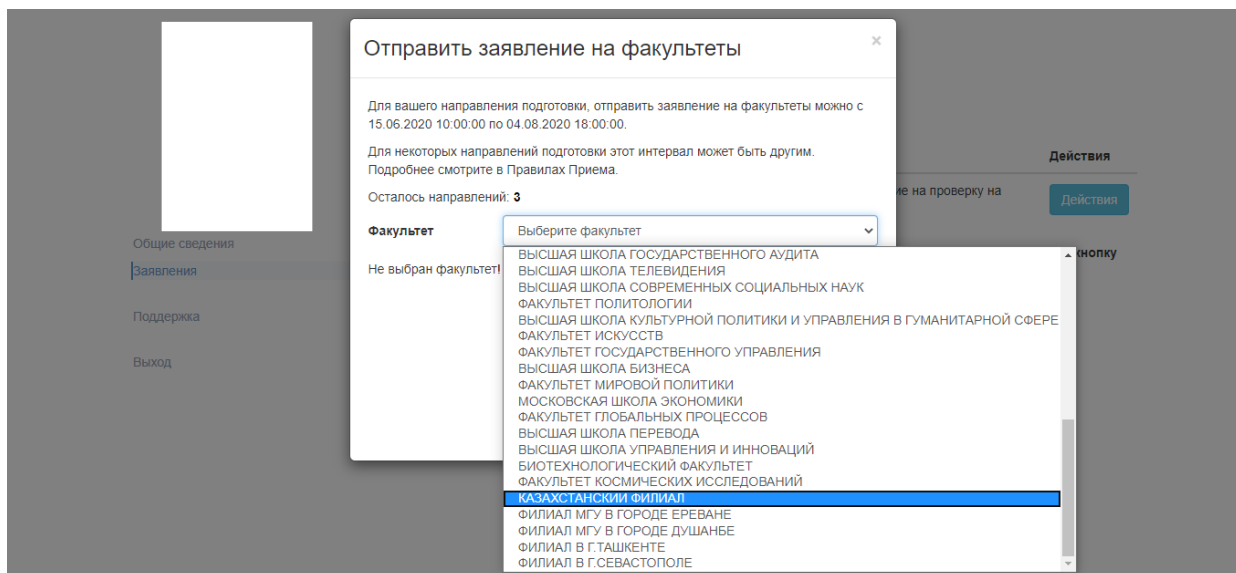 Отправить заявление на факультеты
×
Для вашего направления подготовки, отправить заявление на факультеты можно с
15.06.2020 10:00:00 по 04.08.2020 18:00:00.
Для некоторых направлений подготовки этот интервал может быть другим.
Подробнее смотрите в Правилах Приема.
Осталось направлений: 3
Факультет
Выберите факультет
Не выбран факультет!
ВЫСШАЯ ШКОЛА ГОСУДАРСТВЕННОГО АУДИТА
ВЫСШАЯ ШКОЛА ТЕЛЕВИДЕНИЯ
ВЫСШАЯ ШКОЛА СОВРЕМЕННЫХ СОЦИАЛЬНЫХ НАУК
ФАКУЛЬТЕТ ПОЛИТОЛОГИИ
ВЫСШАЯ ШКОЛА КУЛЬТУРНОЙ ПОЛИТИКИ И УПРАВЛЕНИЯ В ГУМАНИТАРНОЙ СФЕРЕ
ФАКУЛЬТЕТ ИСКУССТВ
ФАКУЛЬТЕТ ГОСУДАРСТВЕННОГО УПРАВЛЕНИЯ
ВЫСШАЯ ШКОЛА БИЗНЕСА
ФАКУЛЬТЕТ МИРОВОЙ ПОЛИТИКИ
МОСКОВСКАЯ ШКОЛА ЭКОНОМИКИ
ФАКУЛЬТЕТ ГЛОБАЛЬНЫХ ПРОЦЕССОВ
ВЫСШАЯ ШКОЛА ПЕРЕВОДА
ВЫСШАЯ ШКОЛА УПРАВЛЕНИЯ И ИННОВАЦИЙ
БИОТЕХНОЛОГИЧЕСКИЙ ФАКУЛЬТЕТ
ФАКУЛЬТЕТ КОСМИЧЕСКИХ ИССЛЕДОВАНИЙ
КАЗАХСТАНСКИЙ ФИЛИАЛ
ФИЛИАЛ МГУ В ГОРОДЕ ЕРЕВАНЕ
ФИЛИАЛ МГУ В ГОРОДЕ ДУШАНБЕ
ФИЛИАЛ В Г.ТАШКЕНТЕ
ФИЛИАЛ В Г.СЕВАСТОПОЛЕ
Общие сведения
Заявления
Поддержка
Выход
Действия
на проверку на
Действия
кнопку